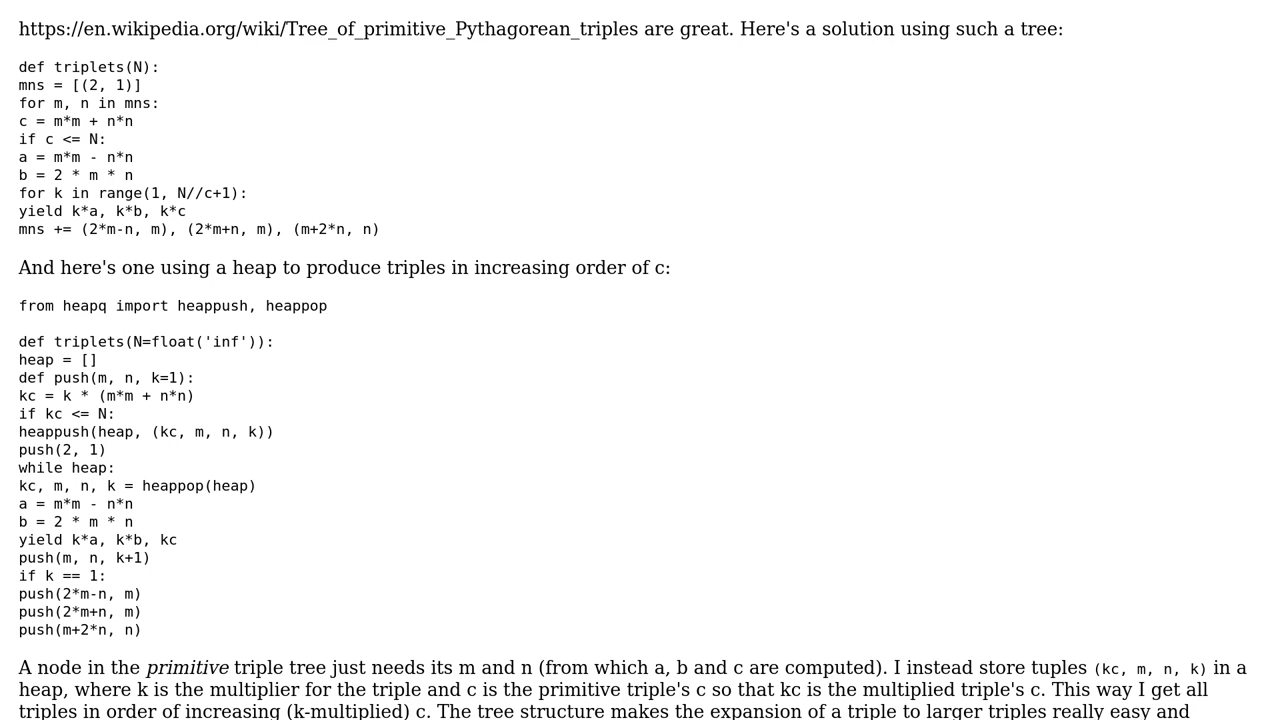 https://en.wikipedia.org/wiki/Tree_of_primitive_Pythagorean_triples are great. Here's a solution using such a tree:
def triplets(N):
mns = [(2, 1)]
for m, n in mns:
c = m*m + n*n
if c <= N:
a = m*m - n*n
b = 2 * m * n
for k in range(1, N//c+1):
yield k*a, k*b, k*c
mns += (2*m-n, m), (2*m+n, m), (m+2*n, n)
And here's one using a heap to produce triples in increasing order of c:
from heapq import heappush, heappop
def triplets(N=float('inf')):
heap = []
def push(m, n, k=1):
kc = k * (m*m + n*n)
if kc <= N:
heappush(heap, (kc, m, n, k))
push(2, 1)
while heap:
kc, m, n, k = heappop(heap)
a = m*m - n*n
b = 2 * m * n
yield k*a, k*b, kc
push(m, n, k+1)
if k == 1:
push(2*m-n, m)
push(2*m+n, m)
push(m+2*n, n)
A node in the primitive triple tree just needs its m and n (from which a, b and c are computed). I instead store tuples (kc, m, n, k) in a
heap, where k is the multiplier for the triple and c is the primitive triple's c so that kc is the multiplied triple's c. This way I get all
triples in order of increasing (k-multiplied) c. The tree structure makes the expansion of a triple to larger triples really easy and